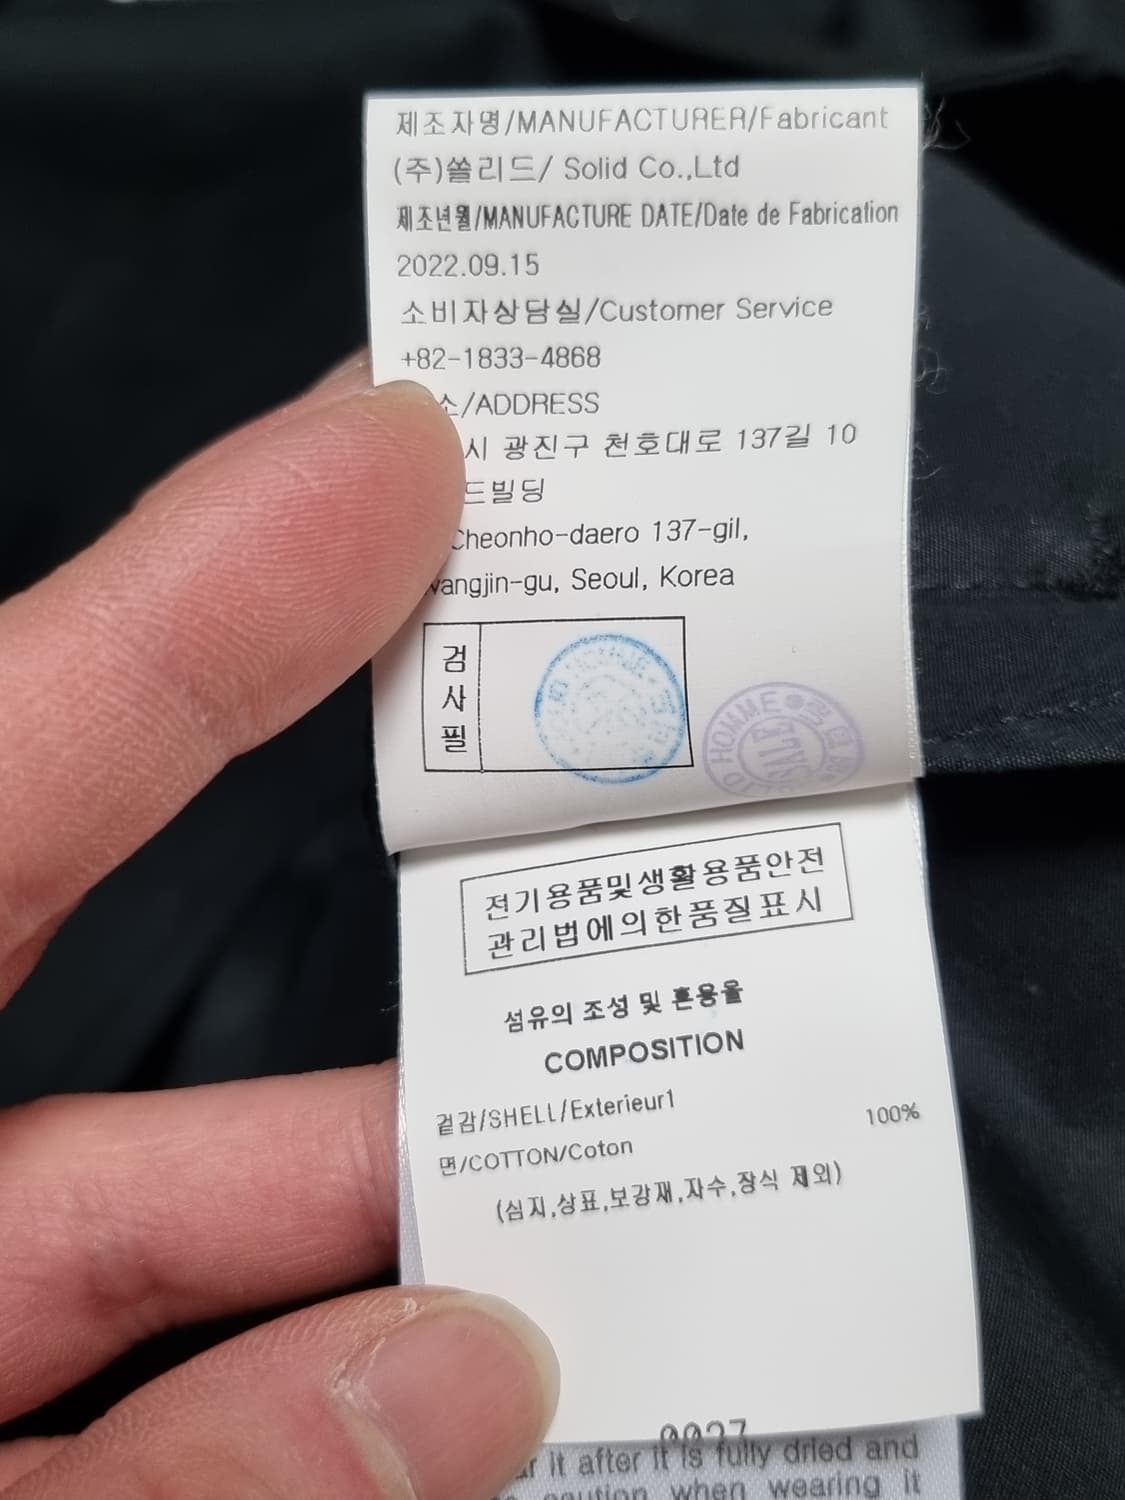 제조자명/MANUFACTURER/Fabricant
(주)쏠리드/ Solid Co.,Ltd
제조년월/MANUFACTURE DATE/Date de Fabrication
2022.09.15
소비자상담실/Customer Service
+82-1833-4868
소/ADDRESS
시 광진구 천호대로 137길 10
드빌딩
Cheonho-daero 137-gil,
wangjin-gu, Seoul, Korea
검
사
필
HOMME
SALE
전기용품및생활용품안전
관리법에의한품질표시
섬유의 조성 및 혼용율
COMPOSITION
겉감/SHELL/Exterieur1
면/COTTON/Coton 100%
(심지,상표,보강재,자수,장식 제외)
it after it is fully dried and
caution when wearing it